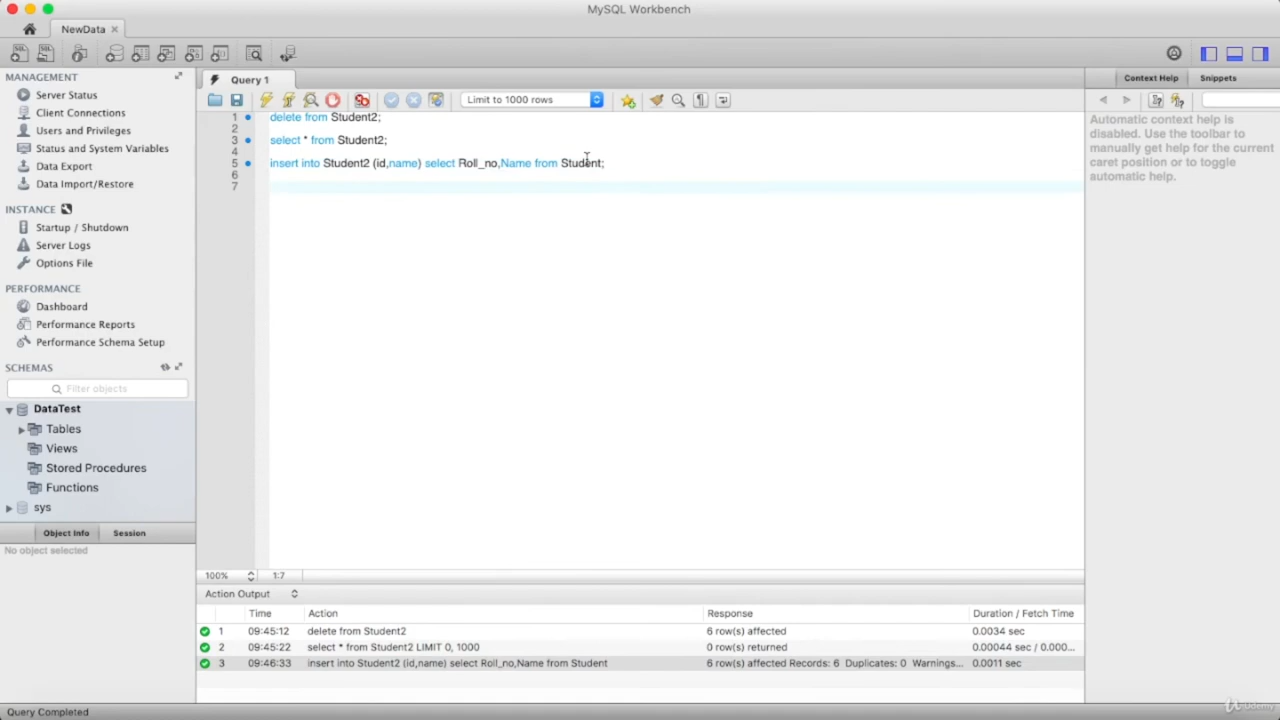 MySQL Workbench
NewData
MANAGEMENT
Server Status
Client Connections
Users and Privileges
Status and System Variables
Data Export
Data Import/Restore
INSTANCE
Startup / Shutdown
Server Logs
Options File
PERFORMANCE
Dashboard
Performance Reports
Performance Schema Setup
SCHEMAS
Filter objects
DataTest
Tables
Views
Stored Procedures
Functions
sys
Object Info Session
No object selected
Query 1
Limit to 1000 rows
1 delete from Student2;
2
3 select * from Student2;
4
5 insert into Student2 (id,name) select Roll_no,Name from Student;
6
7
100% 1:7
Action Output
Time Action Response Duration / Fetch Time
1 09:45:12 delete from Student2 6 row(s) affected 0.0034 sec
2 09:45:22 select * from Student2 LIMIT 0, 1000 0 row(s) returned 0.00044 sec / 0.000...
3 09:46:33 insert into Student2 (id,name) select Roll_no,Name from Student 6 row(s) affected Records: 6 Duplicates: 0 Warnings... 0.0011 sec
Context Help Snippets
Automatic context help is
disabled. Use the toolbar to
manually get help for the current
caret position or to toggle
automatic help.
Query Completed
Udemy